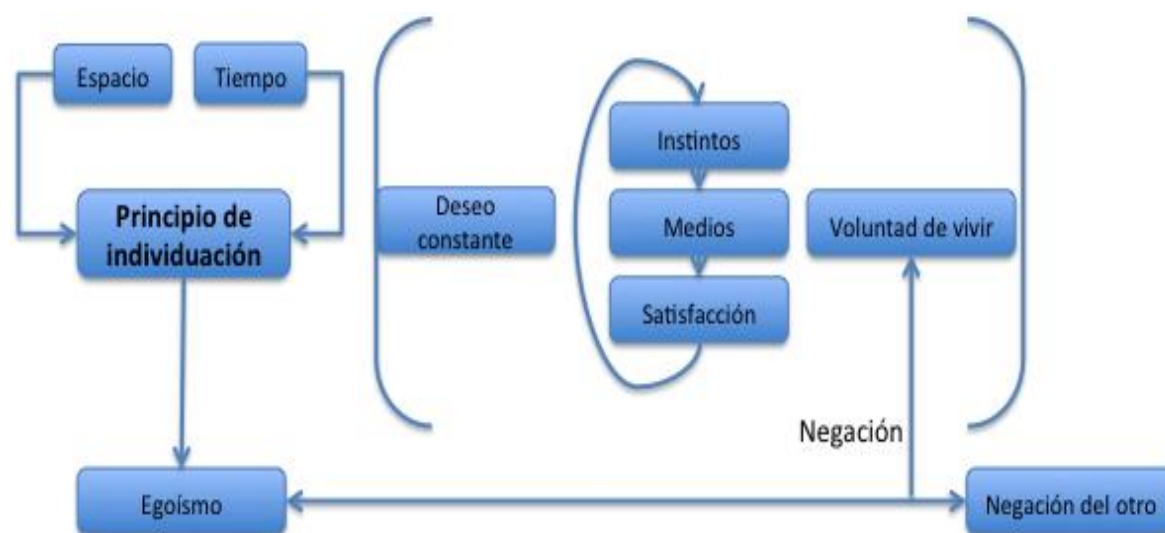 Espacio
Tiempo
Principio de
individuación
Deseo
constante
Instintos
Medios
Satisfacción
Voluntad de vivir
Negación
Egoísmo
Negación del otro